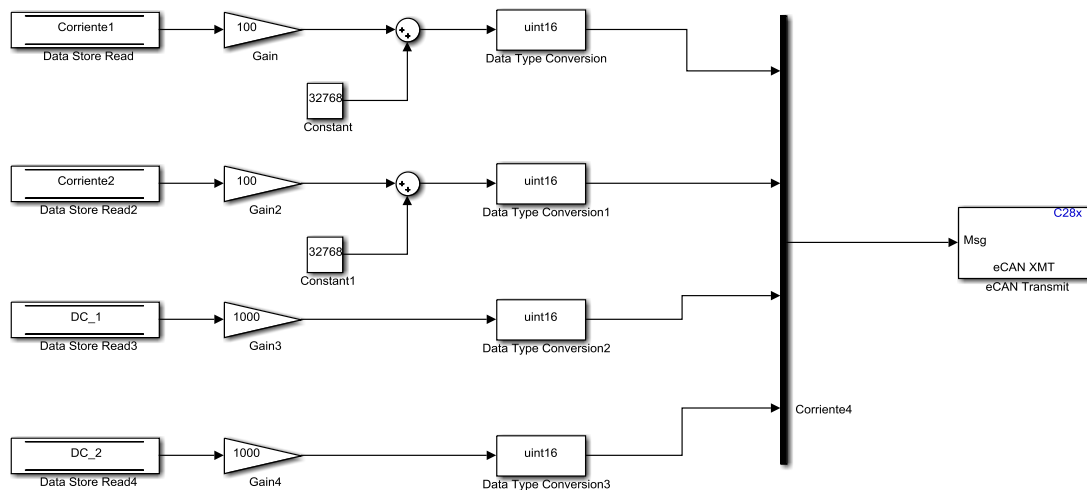 Corriente1
100
uint16
Data Store Read
Gain
Data Type Conversion
32768
Constant
Corriente2
100
uint16
Data Store Read2
Gain2
Data Type Conversion1
32768
Constant1
C28x
Msg
eCAN XMT
eCAN Transmit
DC_1
1000
uint16
Data Store Read3
Gain3
Data Type Conversion2
Corriente4
DC_2
1000
uint16
Data Store Read4
Gain4
Data Type Conversion3